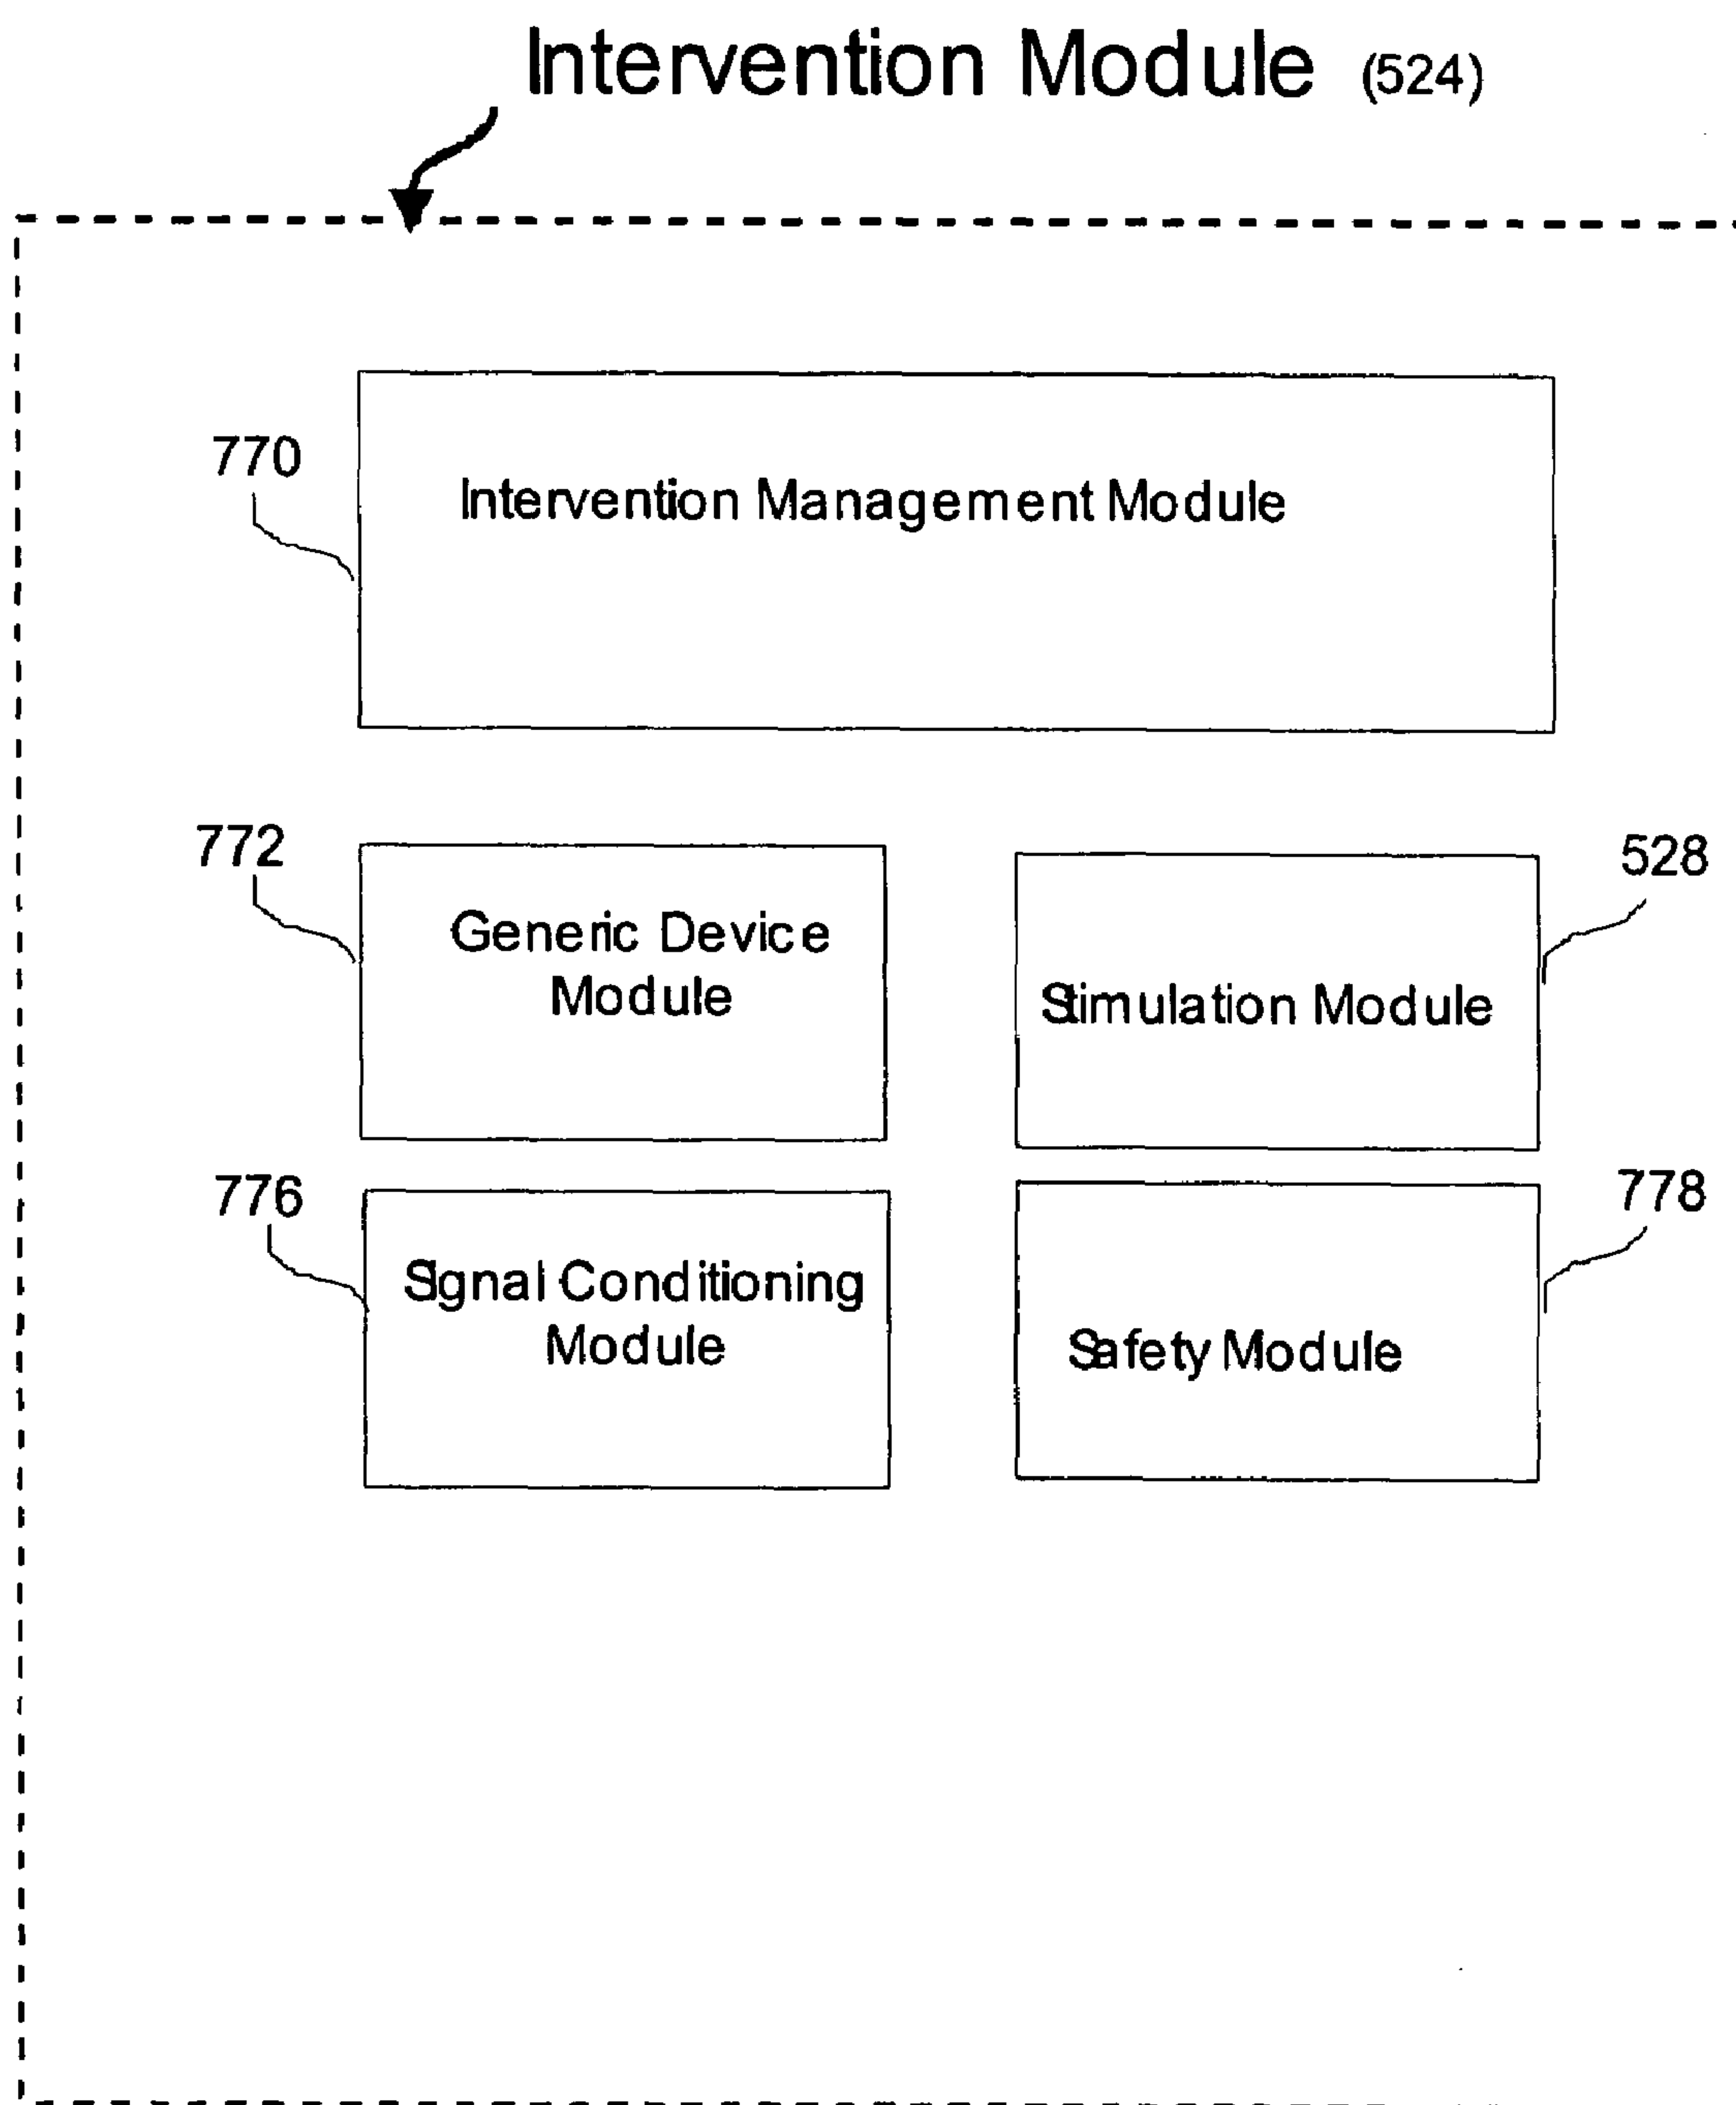 Intervention Module (524)
770
Intervention Management Module
772
Generic Device
Module
528
Stimulation Module
776
Signal Conditioning
Module
778
Safety Module